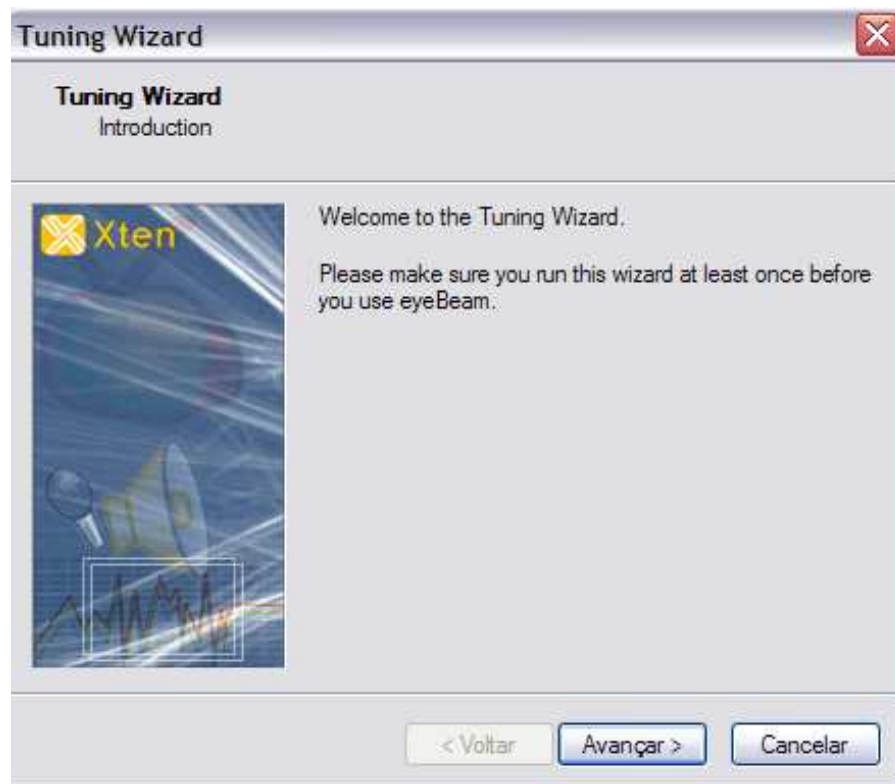 Tuning Wizard
Tuning Wizard
Introduction
Xten
Welcome to the Tuning Wizard.
Please make sure you run this wizard at least once before
you use eyeBeam.
< Voltar
Avançar >
Cancelar